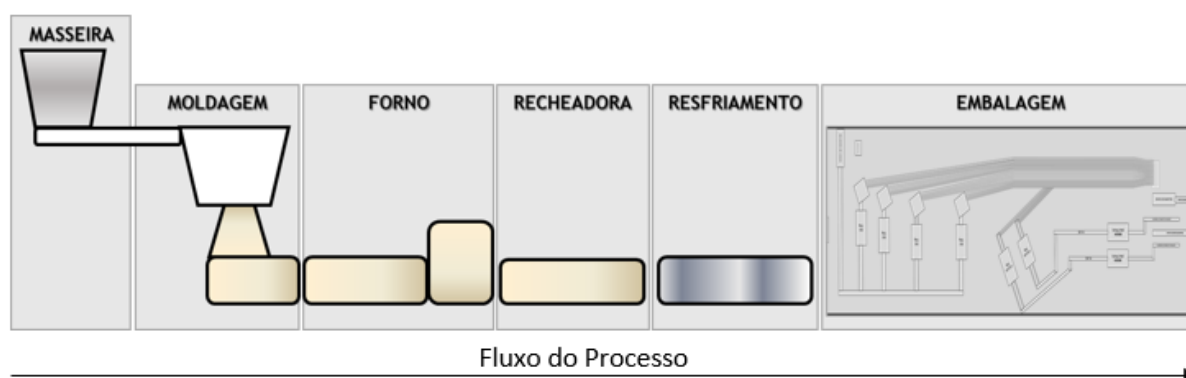 MASSEIRA
MOLDAGEM
FORNO
RECHEADORA
RESFRIAMENTO
EMBALAGEM
Fluxo do Processo